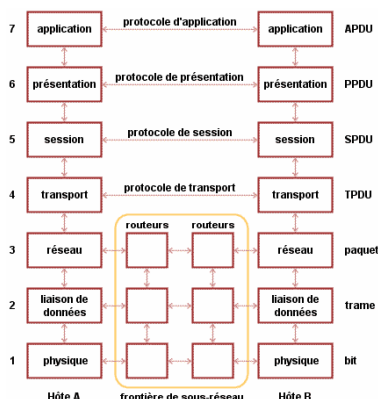 7 application protocole d'application application APDU
6 présentation protocole de présentation présentation PPDU
5 session protocole de session session SPDU
4 transport protocole de transport transport TPDU
routeurs routeurs
3 réseau réseau paquet
2 liaison de données liaison de données trame
1 physique physique bit
Hôte A frontière de sous-réseau Hôte B